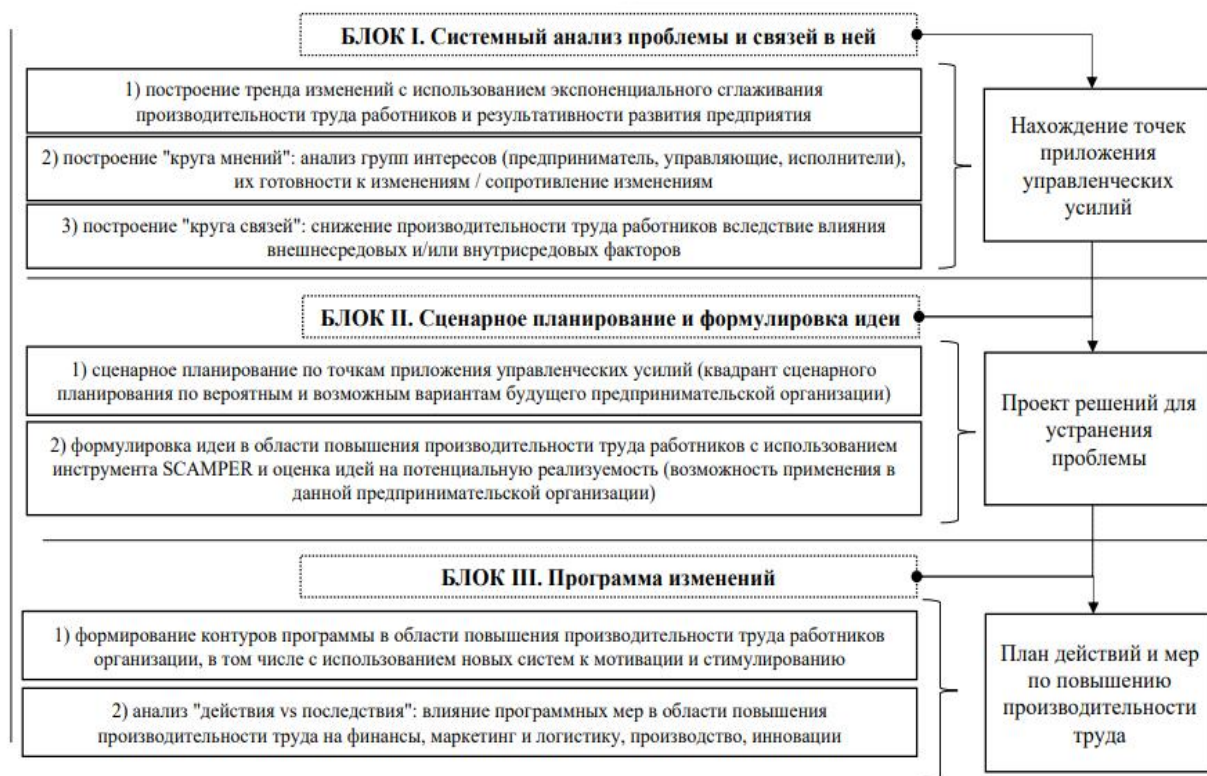 БЛОК I. Системный анализ проблемы и связей в ней
1) построение тренда изменений с использованием экспоненциального сглаживания
производительности труда работников и результативности развития предприятия
2) построение "круга мнений": анализ групп интересов (предприниматель, управляющие, исполнители),
их готовности к изменениям / сопротивление изменениям
3) построение "круга связей": снижение производительности труда работников вследствие влияния
внешнесредовых и/или внутрисредовых факторов
Нахождение точек
приложения
управленческих
усилий
БЛОК II. Сценарное планирование и формулировка идеи
1) сценарное планирование по точкам приложения управленческих усилий (квадрант сценарного
планирования по вероятным и возможным вариантам будущего предпринимательской организации)
2) формулировка идеи в области повышения производительности труда работников с использованием
инструмента SCAMPER и оценка идей на потенциальную реализуемость (возможность применения в
данной предпринимательской организации)
Проект решений для
устранения
проблемы
БЛОК III. Программа изменений
1) формирование контуров программы в области повышения производительности труда работников
организации, в том числе с использованием новых систем к мотивации и стимулированию
2) анализ "действия vs последствия": влияние программных мер в области повышения
производительности труда на финансы, маркетинг и логистику, производство, инновации
План действий и мер
по повышению
производительности
труда